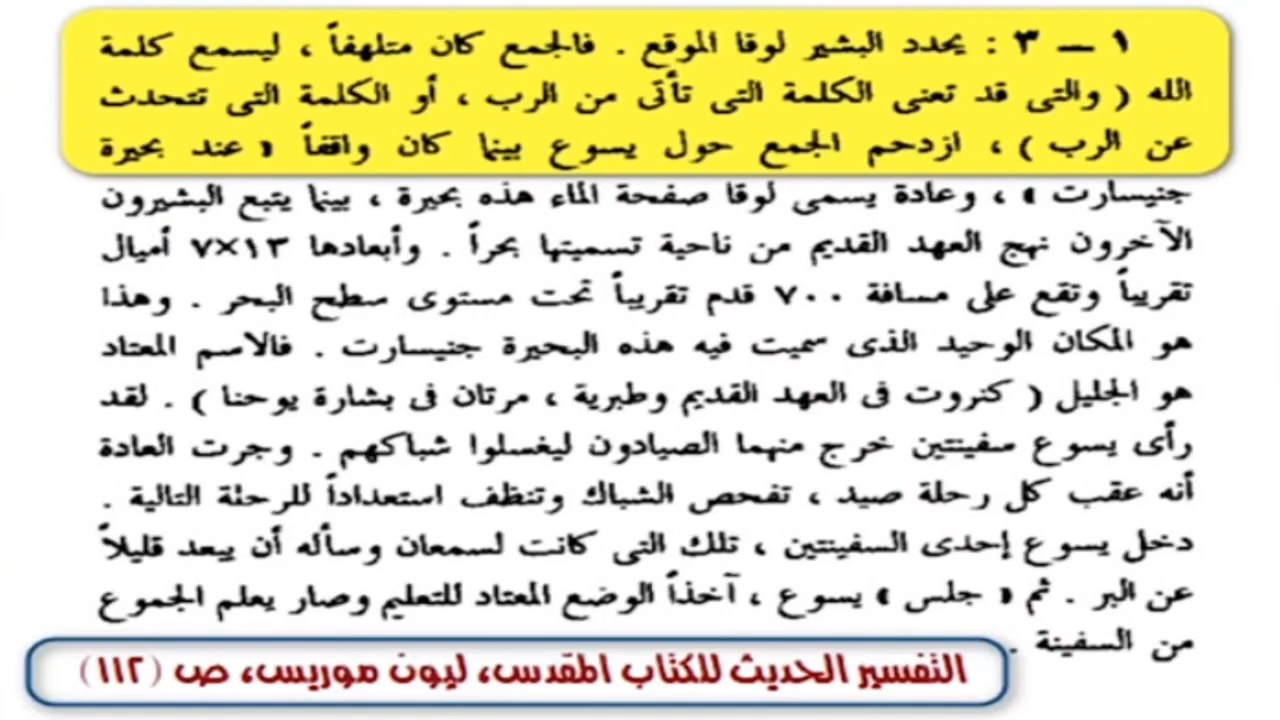 ١ – ٣ : يحدد البشير لوقا الموقع . فالجمع كان متلهفاً ، ليسمع كلمة
الله ( والتى قد تعنى الكلمة التى تأتى من الرب ، أو الكلمة التى تتحدث
عن الرب ) ، ازدحم الجمع حول يسوع بينما كان واقفاً « عند بحيرة
جنيسارت » ، وعادة يسمى لوقا صفحة الماء هذه بحيرة ، بينما يتبع البشيرون
الآخرون نهج العهد القديم من ناحية تسميتها بحراً . وأبعادها ١٣×٧ أميال
تقريباً وتقع على مسافة ٧٠٠ قدم تقريباً تحت مستوى سطح البحر . وهذا
هو المكان الوحيد الذى سميت فيه هذه البحيرة جنيسارت . فالاسم المعتاد
هو الجليل ( كنروت فى العهد القديم وطبرية ، مرتان فى بشارة يوحنا ) . لقد
رأى يسوع سفينتين خرج منهما الصيادون ليغسلوا شباكهم . وجرت العادة
أنه عقب كل رحلة صيد ، تفحص الشباك وتنظف استعداداً للرحلة التالية .
دخل يسوع إحدى السفينتين ، تلك التى كانت لسمعان وسأله أن يبعد قليلاً
عن البر . ثم « جلس » يسوع ، آخذاً الوضع المعتاد للتعليم وصار يعلم الجموع
من السفينة .
التفسير الحديث للكتاب المقدس، ليون موريس، ص (١١٢)